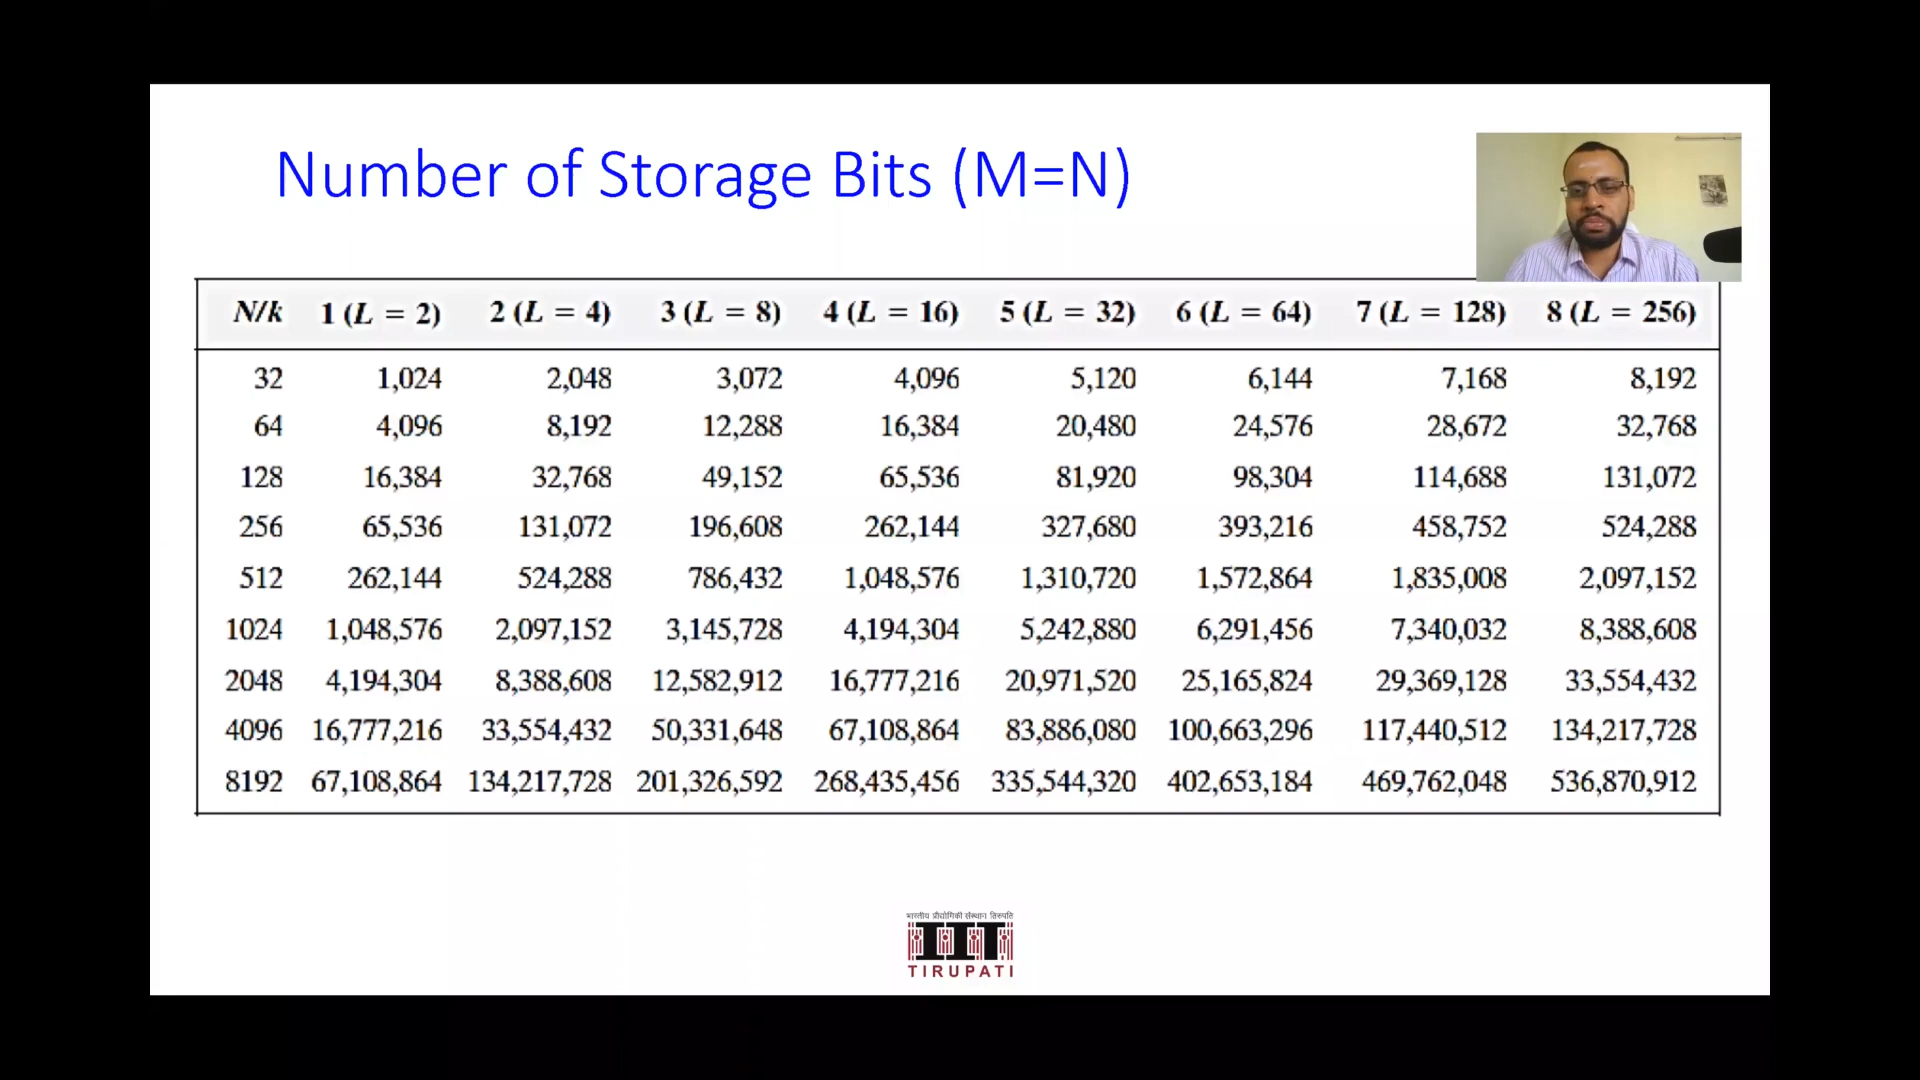 Number of Storage Bits (M=N)
N/k 1 (L = 2) 2 (L = 4) 3 (L = 8) 4 (L = 16) 5 (L = 32) 6 (L = 64) 7 (L = 128) 8 (L = 256)
32 1,024 2,048 3,072 4,096 5,120 6,144 7,168 8,192
64 4,096 8,192 12,288 16,384 20,480 24,576 28,672 32,768
128 16,384 32,768 49,152 65,536 81,920 98,304 114,688 131,072
256 65,536 131,072 196,608 262,144 327,680 393,216 458,752 524,288
512 262,144 524,288 786,432 1,048,576 1,310,720 1,572,864 1,835,008 2,097,152
1024 1,048,576 2,097,152 3,145,728 4,194,304 5,242,880 6,291,456 7,340,032 8,388,608
2048 4,194,304 8,388,608 12,582,912 16,777,216 20,971,520 25,165,824 29,369,128 33,554,432
4096 16,777,216 33,554,432 50,331,648 67,108,864 83,886,080 100,663,296 117,440,512 134,217,728
8192 67,108,864 134,217,728 201,326,592 268,435,456 335,544,320 402,653,184 469,762,048 536,870,912
भारतीय प्रौद्योगिकी संस्थान तिरुपति
IIT
TIRUPATI